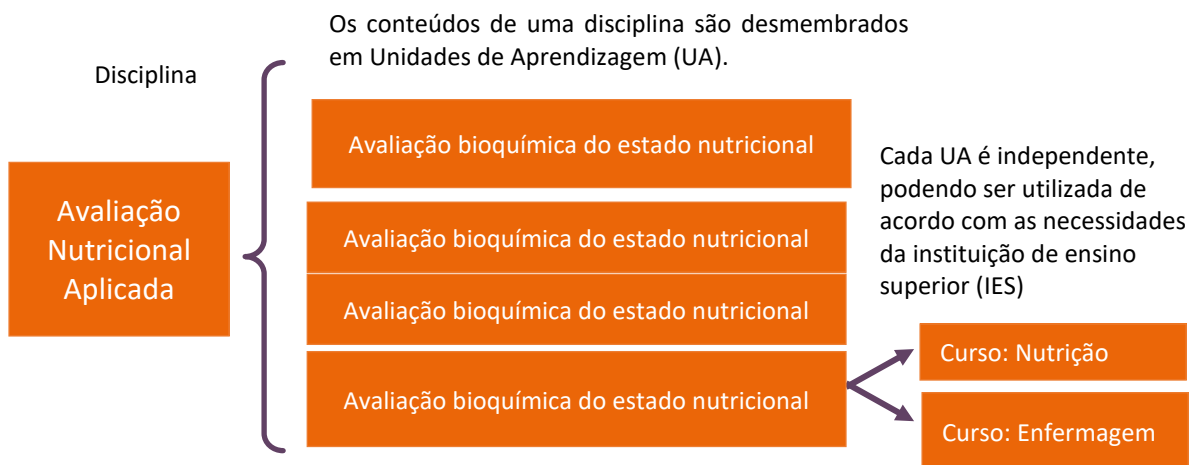 Os conteúdos de uma disciplina são desmembrados
em Unidades de Aprendizagem (UA).
Disciplina
Avaliação
Nutricional
Aplicada
Avaliação bioquímica do estado nutricional
Avaliação bioquímica do estado nutricional
Avaliação bioquímica do estado nutricional
Avaliação bioquímica do estado nutricional
Cada UA é independente,
podendo ser utilizada de
acordo com as necessidades
da instituição de ensino
superior (IES)
Curso: Nutrição
Curso: Enfermagem